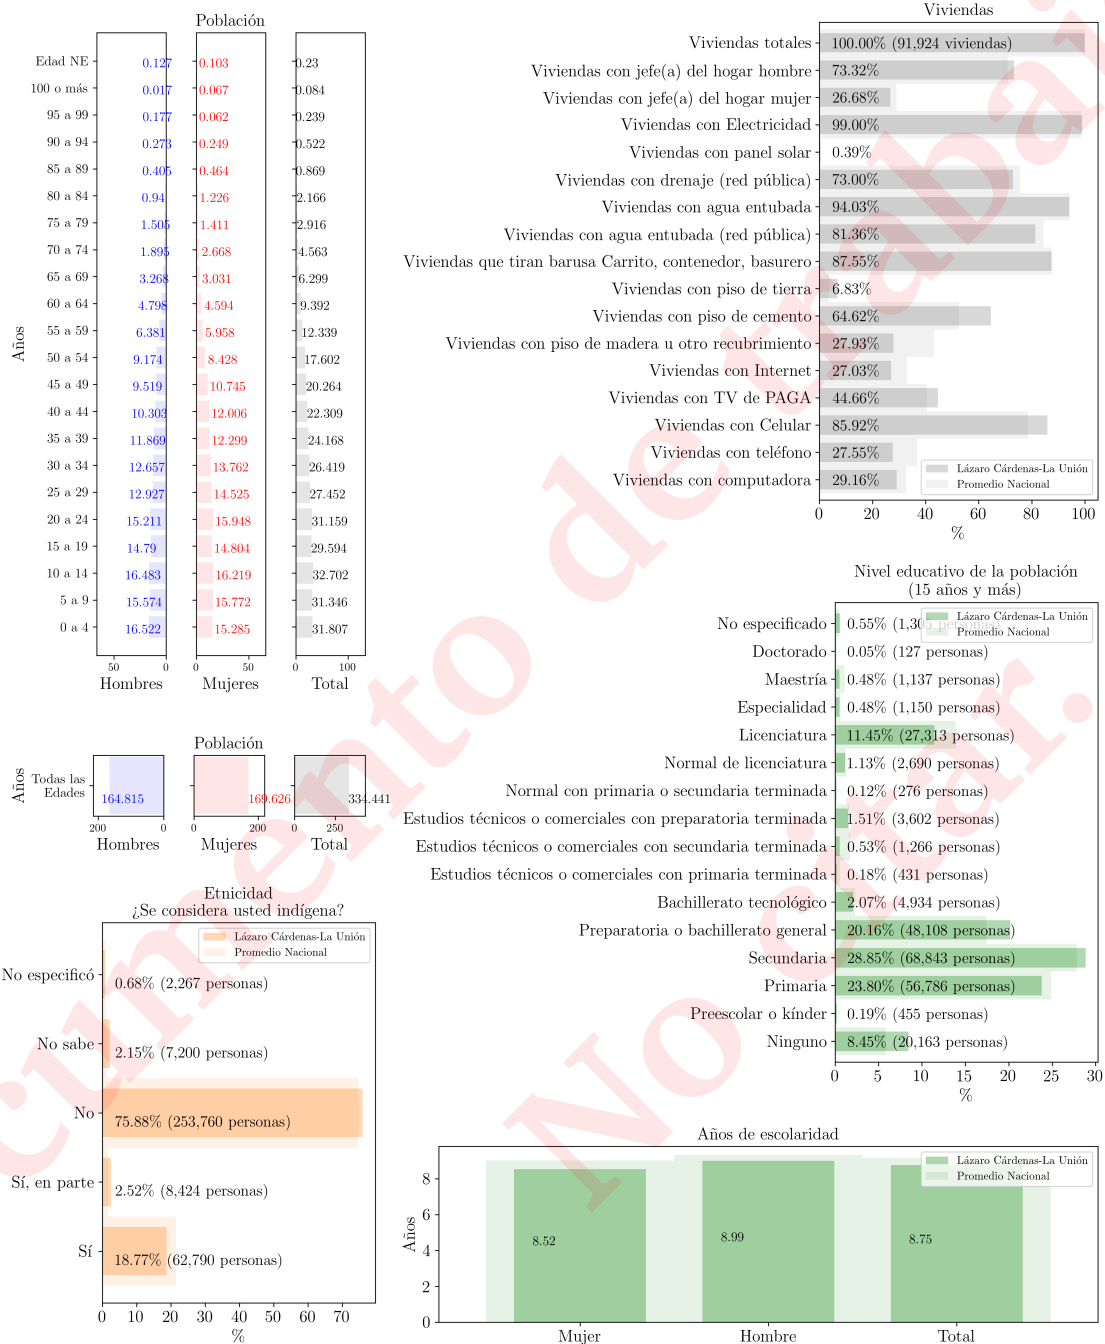 Población
Edad NE 0.127 0.103 0.23
100 o más 0.017 0.067 0.084
95 a 99 0.177 0.062 0.239
90 a 94 0.273 0.249 0.522
85 a 89 0.405 0.464 0.869
80 a 84 0.94 1.226 2.166
75 a 79 1.505 1.411 2.916
70 a 74 1.895 2.668 4.563
65 a 69 3.268 3.031 6.299
60 a 64 4.798 4.594 9.392
55 a 59 6.381 5.958 12.339
50 a 54 9.174 8.428 17.602
45 a 49 9.519 10.745 20.264
40 a 44 10.303 12.006 22.309
35 a 39 11.869 12.299 24.168
30 a 34 12.657 13.762 26.419
25 a 29 12.927 14.525 27.452
20 a 24 15.211 15.948 31.159
15 a 19 14.79 14.804 29.594
10 a 14 16.483 16.219 32.702
5 a 9 15.574 15.772 31.346
0 a 4 16.522 15.285 31.807
Años
50 0 0 50 0 100
Hombres Mujeres Total
Población
Años
Todas las
Edades
164.815 169.626 334.441
200 0 0 200 0 250
Hombres Mujeres Total
Etnicidad
¿Se considera usted indígena?
Lázaro Cárdenas-La Unión
Promedio Nacional
No especificó 0.68% (2,267 personas)
No sabe 2.15% (7,200 personas)
No 75.88% (253,760 personas)
Sí, en parte 2.52% (8,424 personas)
Sí 18.77% (62,790 personas)
0 10 20 30 40 50 60 70
%
Viviendas
Viviendas totales 100.00% (91,924 viviendas)
Viviendas con jefe(a) del hogar hombre 73.32%
Viviendas con jefe(a) del hogar mujer 26.68%
Viviendas con Electricidad 99.00%
Viviendas con panel solar 0.39%
Viviendas con drenaje (red pública) 73.00%
Viviendas con agua entubada 94.03%
Viviendas con agua entubada (red pública) 81.36%
Viviendas que tiran barusa Carrito, contenedor, basurero 87.55%
Viviendas con piso de tierra 6.83%
Viviendas con piso de cemento 64.62%
Viviendas con piso de madera u otro recubrimiento 27.93%
Viviendas con Internet 27.03%
Viviendas con TV de PAGA 44.66%
Viviendas con Celular 85.92%
Viviendas con teléfono 27.55%
Viviendas con computadora 29.16%
Lázaro Cárdenas-La Unión
Promedio Nacional
0 20 40 60 80 100
%
Nivel educativo de la población
(15 años y más)
Lázaro Cárdenas-La Unión
Promedio Nacional
No especificado 0.55% (1,305 personas)
Doctorado 0.05% (127 personas)
Maestría 0.48% (1,137 personas)
Especialidad 0.48% (1,150 personas)
Licenciatura 11.45% (27,313 personas)
Normal de licenciatura 1.13% (2,690 personas)
Normal con primaria o secundaria terminada 0.12% (276 personas)
Estudios técnicos o comerciales con preparatoria terminada 1.51% (3,602 personas)
Estudios técnicos o comerciales con secundaria terminada 0.53% (1,266 personas)
Estudios técnicos o comerciales con primaria terminada 0.18% (431 personas)
Bachillerato tecnológico 2.07% (4,934 personas)
Preparatoria o bachillerato general 20.16% (48,108 personas)
Secundaria 28.85% (68,843 personas)
Primaria 23.80% (56,786 personas)
Preescolar o kínder 0.19% (455 personas)
Ninguno 8.45% (20,163 personas)
0 5 10 15 20 25 30
%
Años de escolaridad
Lázaro Cárdenas-La Unión
Promedio Nacional
Años
8
6
4
2
0
8.52 8.99 8.75
Mujer Hombre Total
cumento de trabaj
No citar.